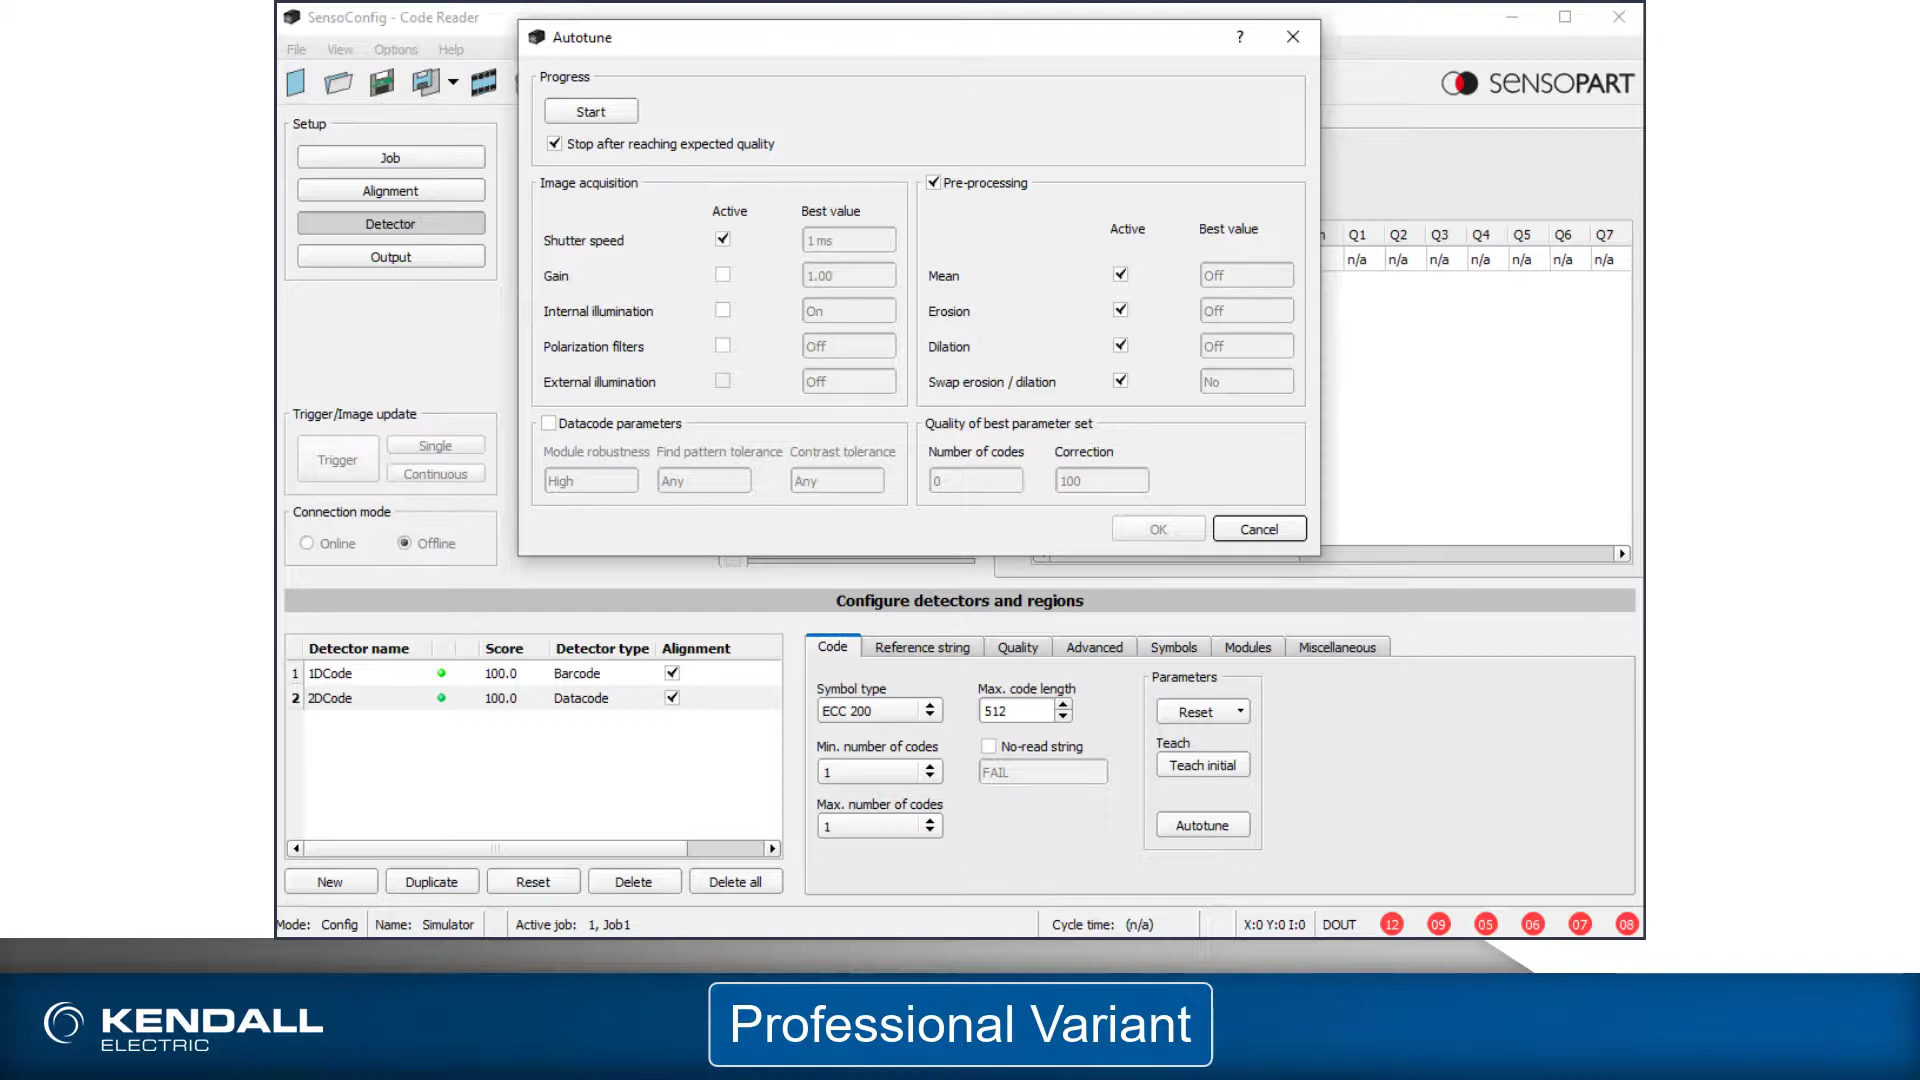 SensoConfig - Code Reader
File View Options Help
SENSOPART
Setup
Job
Alignment
Detector
Output
Trigger/Image update
Trigger
Single
Continuous
Connection mode
Online Offline
Autotune
?
Progress
Start
Stop after reaching expected quality
Image acquisition
Active Best value
Shutter speed 1 ms
Gain 1.00
Internal illumination On
Polarization filters Off
External illumination Off
Pre-processing
Active Best value
Mean Off
Erosion Off
Dilation Off
Swap erosion / dilation No
Datacode parameters
Module robustness Find pattern tolerance Contrast tolerance
High Any Any
Quality of best parameter set
Number of codes Correction
0 100
OK Cancel
Q1 Q2 Q3 Q4 Q5 Q6 Q7
n/a n/a n/a n/a n/a n/a n/a
Configure detectors and regions
Detector name Score Detector type Alignment
1 1DCode 100.0 Barcode
2 2DCode 100.0 Datacode
New Duplicate Reset Delete Delete all
Code Reference string Quality Advanced Symbols Modules Miscellaneous
Symbol type
ECC 200
Min. number of codes
1
Max. number of codes
1
Max. code length
512
No-read string
FAIL
Parameters
Reset
Teach
Teach initial
Autotune
Mode: Config Name: Simulator Active job: 1, Job1 Cycle time: (n/a) X:0 Y:0 I:0 DOUT 12 09 05 06 07 08
KENDALL
ELECTRIC
Professional Variant